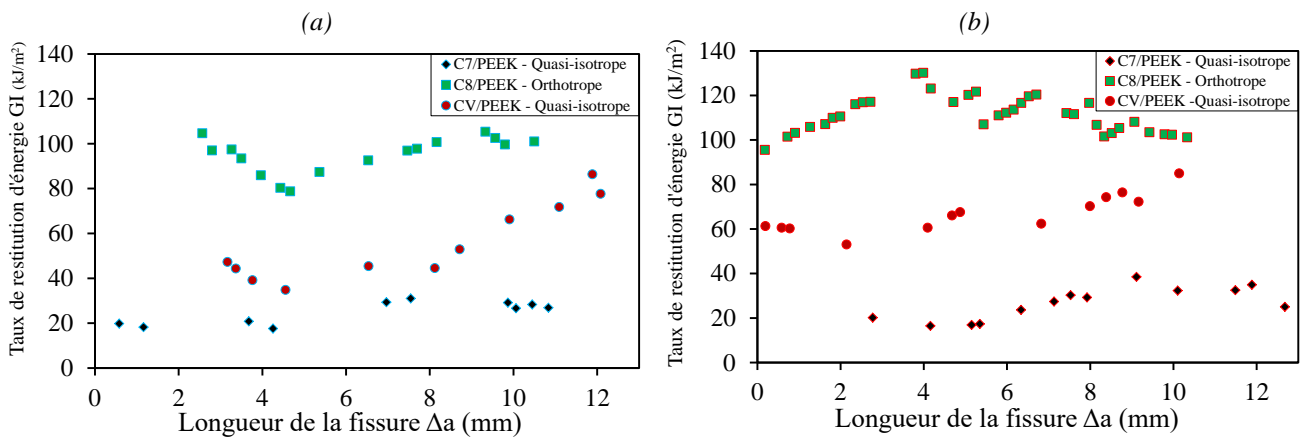 (a)
Taux de restitution d'énergie GI (kJ/m²)
140
120
100
80
60
40
20
0
0 2 4 6 8 10 12
Longueur de la fissure Δa (mm)
C7/PEEK - Quasi-isotrope
C8/PEEK - Orthotrope
CV/PEEK - Quasi-isotrope
(b)
Taux de restitution d'énergie GI (kJ/m²)
140
120
100
80
60
40
20
0
0 2 4 6 8 10 12
Longueur de la fissure Δa (mm)
C7/PEEK - Quasi-isotrope
C8/PEEK - Orthotrope
CV/PEEK -Quasi-isotrope